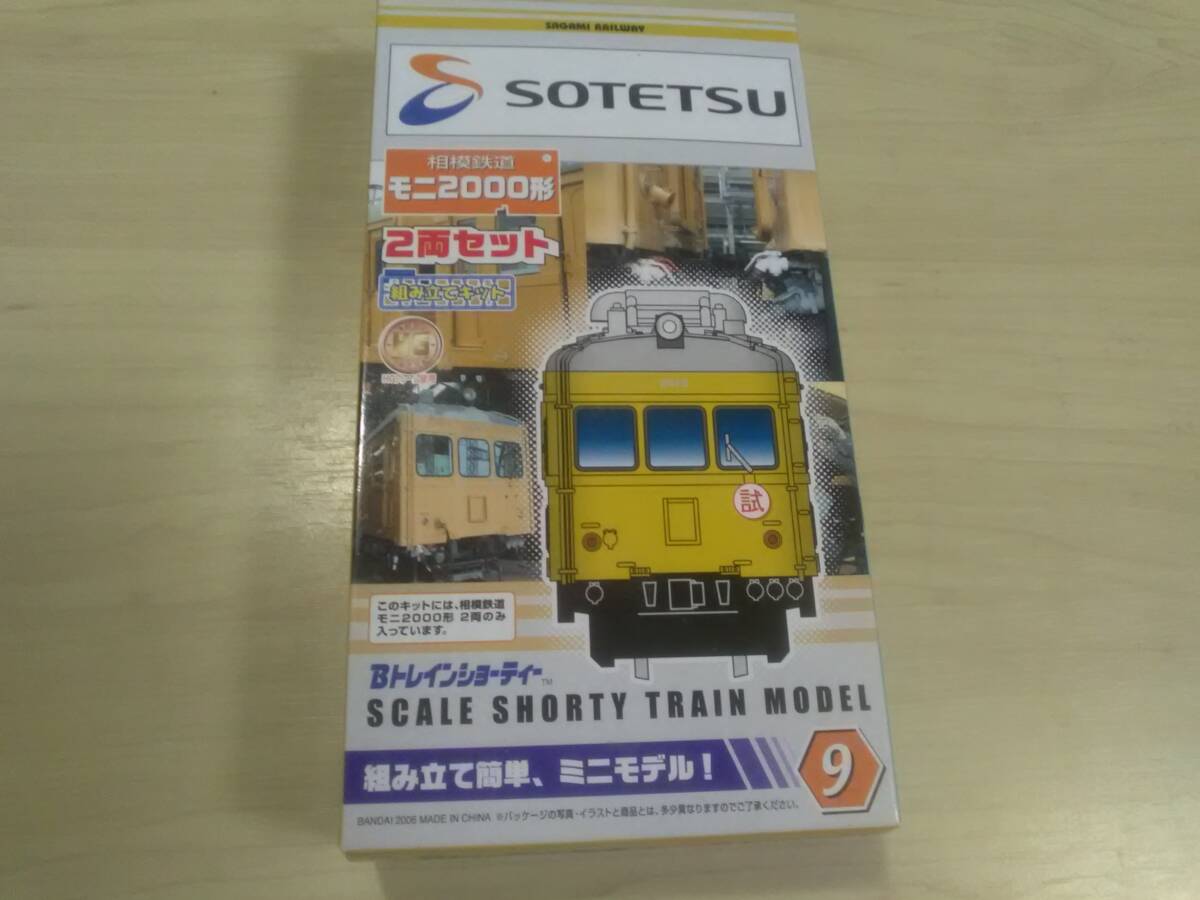 SAGAMI RAILWAY
SOTETSU
相模鉄道
モニ2000形
2両セット
組み立てキット
HG
試
このキットには、相模鉄道
モニ2000形 2両のみ
入っています。
Bトレインショーティー™
SCALE SHORTY TRAIN MODEL
組み立て簡単、ミニモデル!
9
BANDAI 2006 MADE IN CHINA ※パッケージの写真・イラストと商品とは、多少異なりますのでご了承ください。